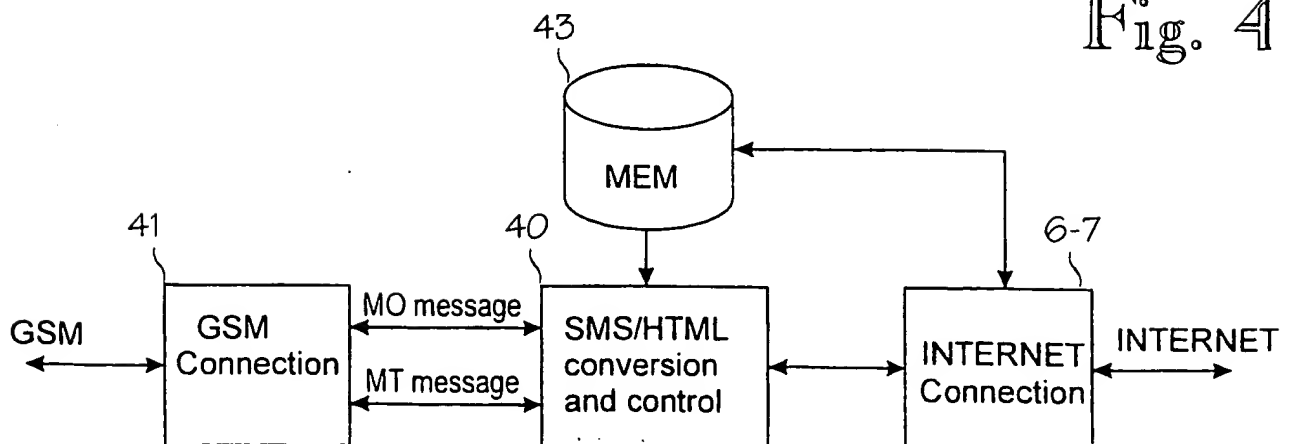 Fig. 4
43
MEM
41
40
6-7
GSM
GSM
Connection
MO message
MT message
SMS/HTML
conversion
and control
INTERNET
Connection
INTERNET